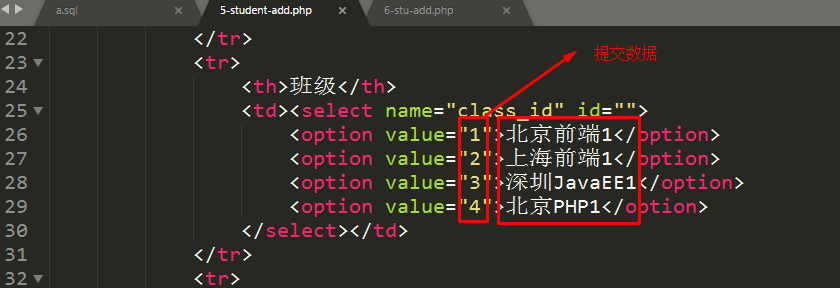 a.sql 5-student-add.php 6-stu-add.php
22 </tr>
23 <tr>
提交数据
24 <th>班级</th>
25 <td><select name="class_id" id="">
26 <option value="1">北京前端1</option>
27 <option value="2">上海前端1</option>
28 <option value="3">深圳JavaEE1</option>
29 <option value="4">北京PHP1</option>
30 </select></td>
31 </tr>
32 <tr>